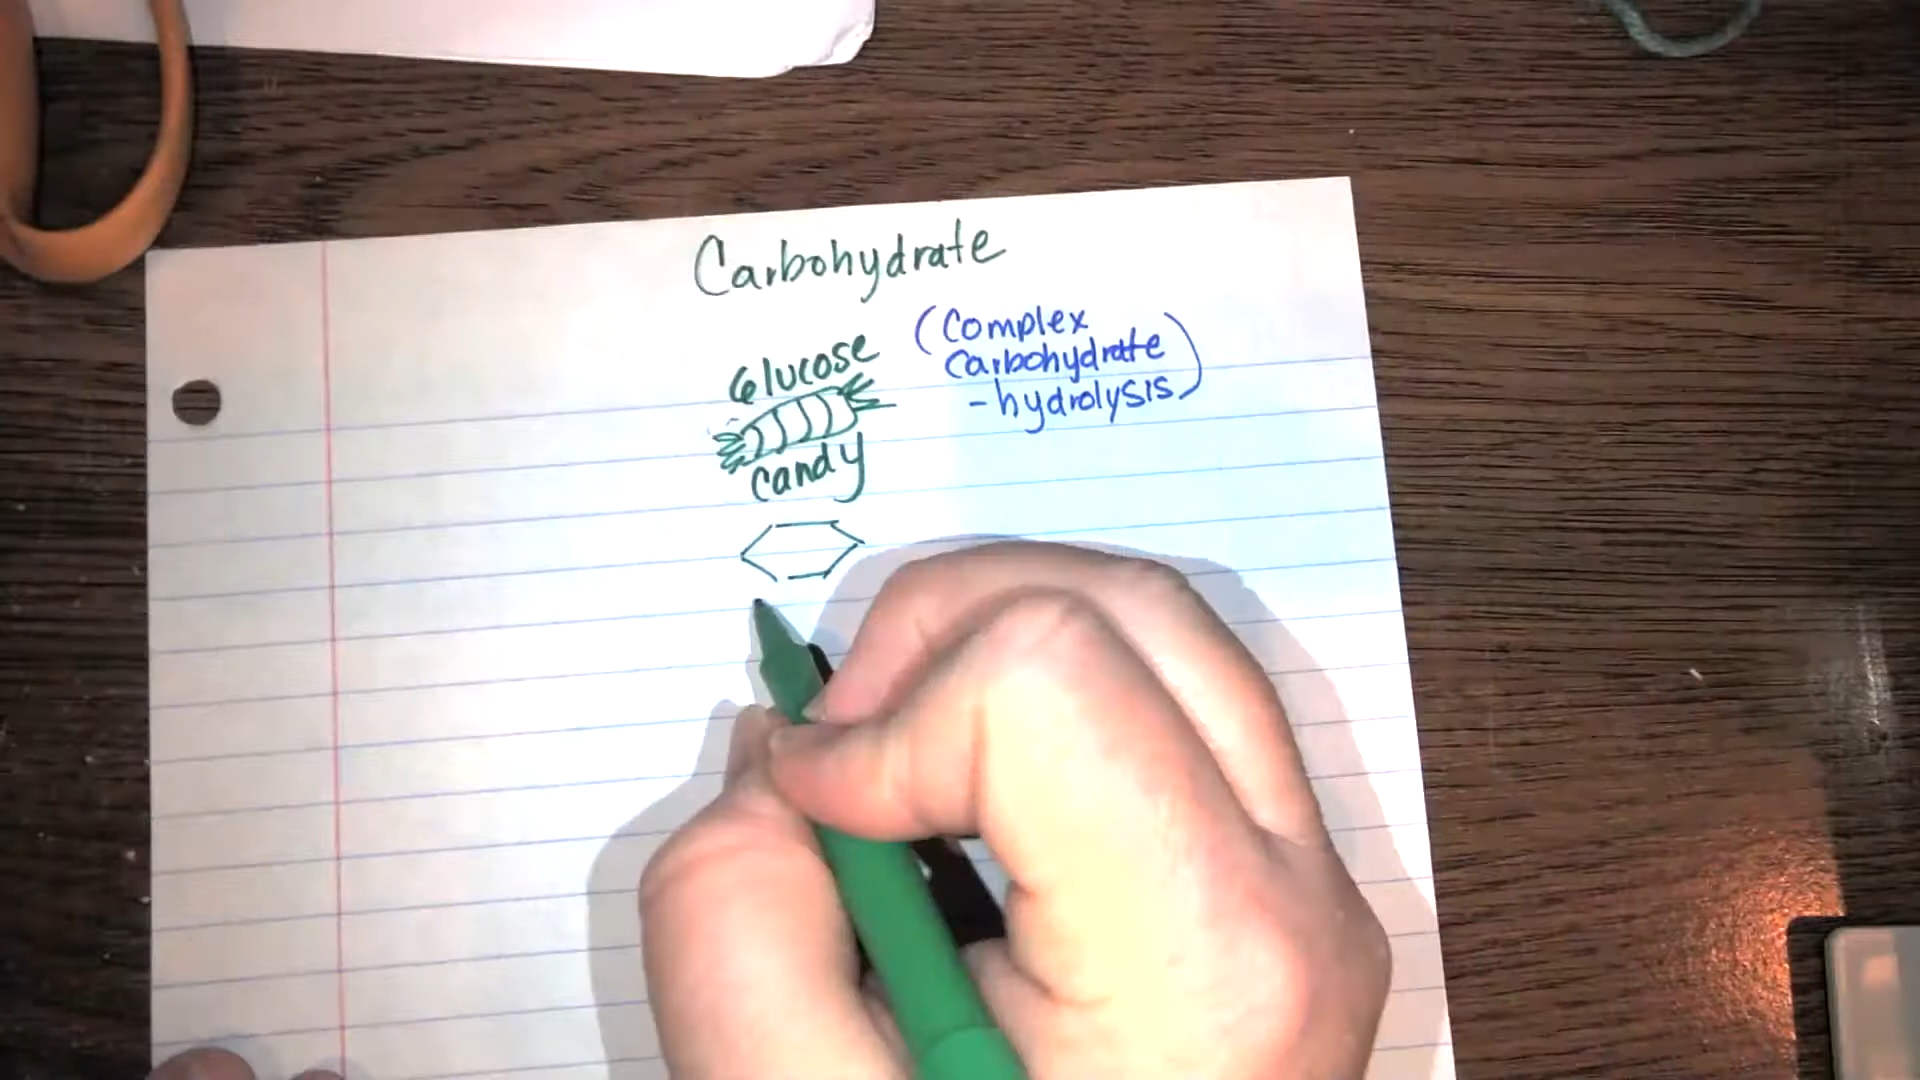 Carbohydrate
Glucose
candy
(Complex
Carbohydrate
-hydrolysis)